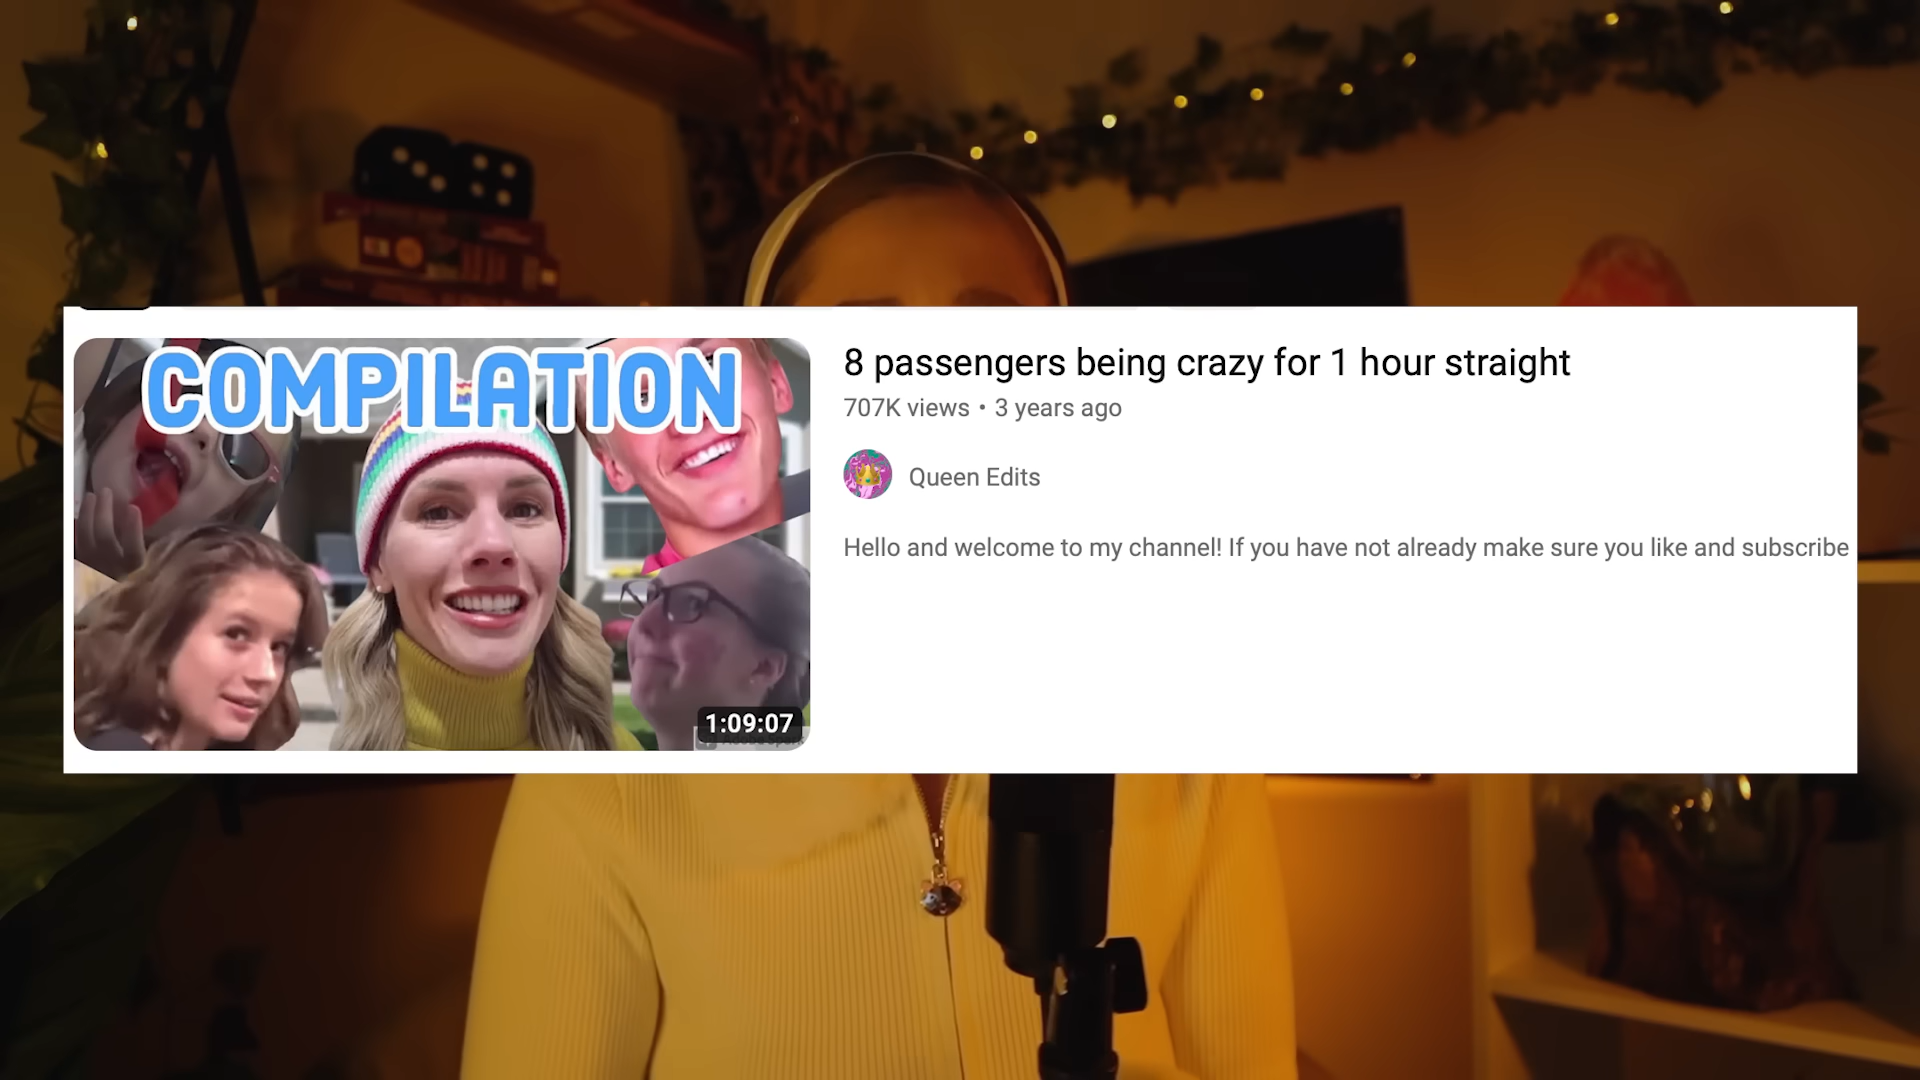 COMPILATION
1:09:07
8 passengers being crazy for 1 hour straight
707K views • 3 years ago
Queen Edits
Hello and welcome to my channel! If you have not already make sure you like and subscribe